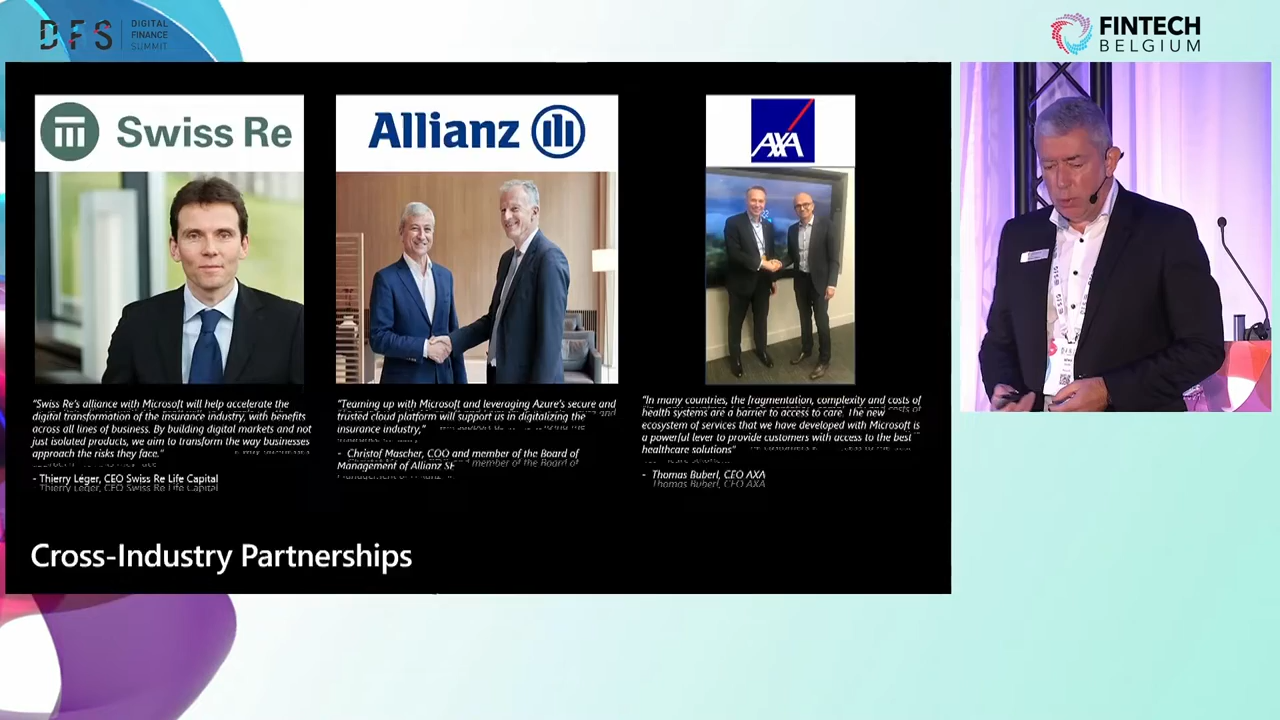 DFS
DIGITAL
FINANCE
SUMMIT
FINTECH
BELGIUM
Swiss Re
Allianz
AXA
"Swiss Re's alliance with Microsoft will help accelerate the
digital transformation of the insurance industry, with benefits
across all lines of business. By building digital markets and not
just isolated products, we aim to transform the way businesses
approach the risks they face."
- Thierry Léger, CEO Swiss Re Life Capital
"Teaming up with Microsoft and leveraging Azure's secure and
trusted cloud platform will support us in digitalizing the
insurance industry,"
- Christof Mascher, COO and member of the Board of
Management of Allianz SE
"In many countries, the fragmentation, complexity and costs of
health systems are a barrier to access to care. The new
ecosystem of services that we have developed with Microsoft is
a powerful lever to provide customers with access to the best
healthcare solutions"
- Thomas Buberl, CEO AXA
Cross-Industry Partnerships